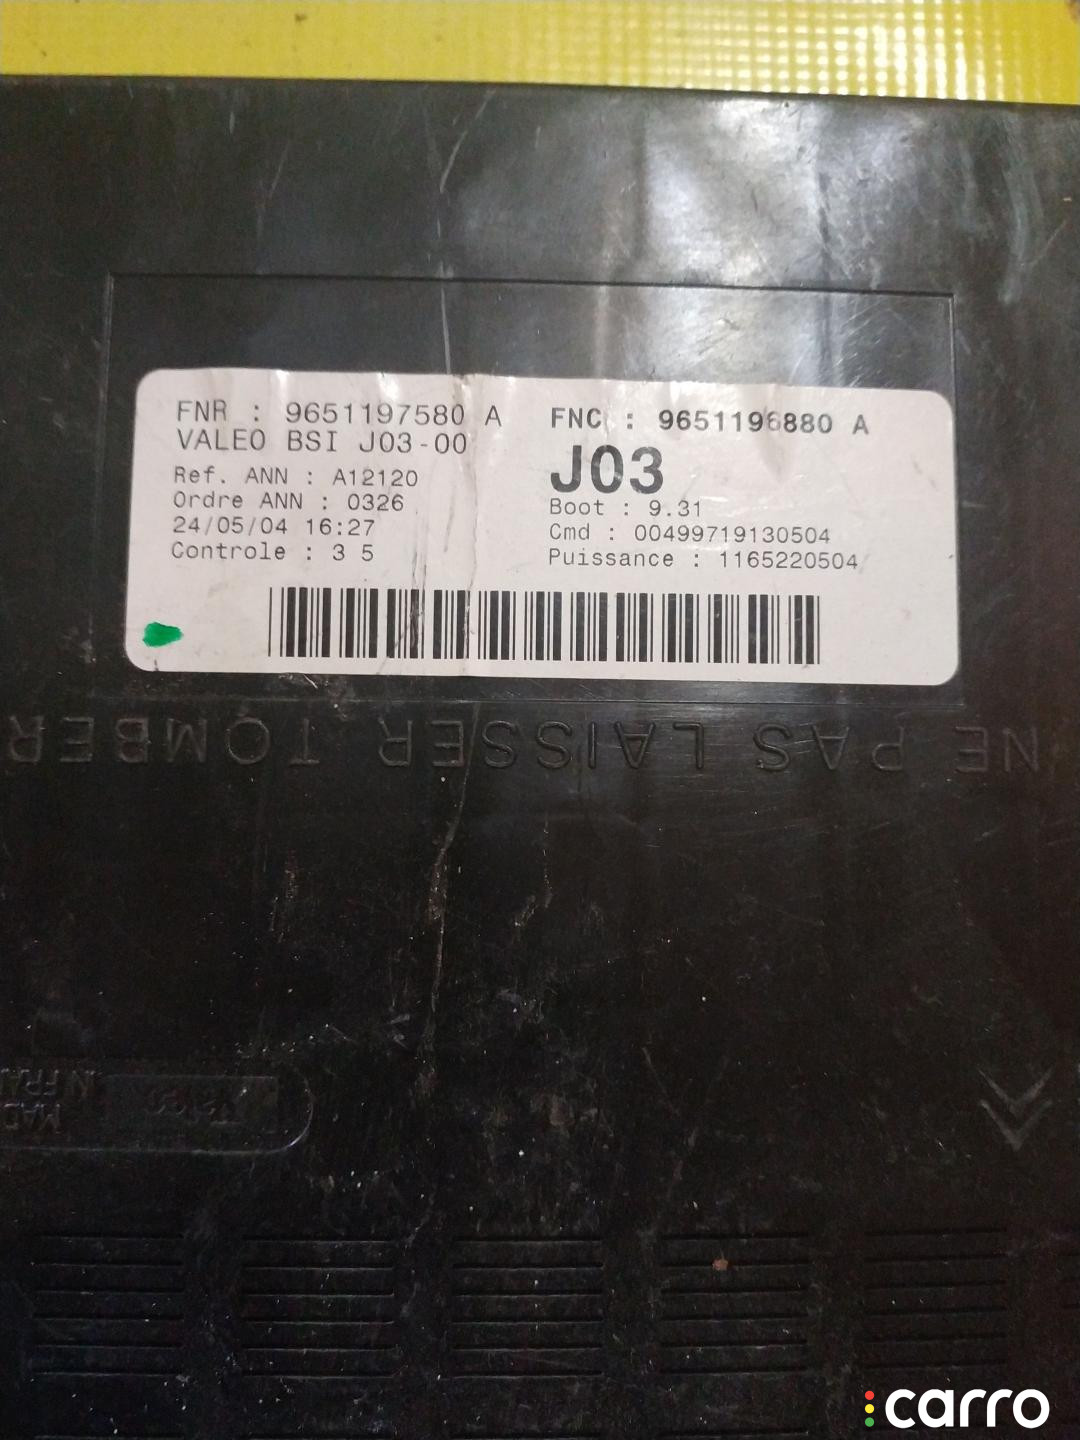 FNR : 9651197580 A
VALEO BSI J03-00
Ref. ANN : A12120
Ordre ANN : 0326
24/05/04 16:27
Controle : 3 5
FNC : 9651196880 A
J03
Boot : 9.31
Cmd : 00499719130504
Puissance : 1165220504
NE PAS LAISSER TOMBER
Valeo
carro